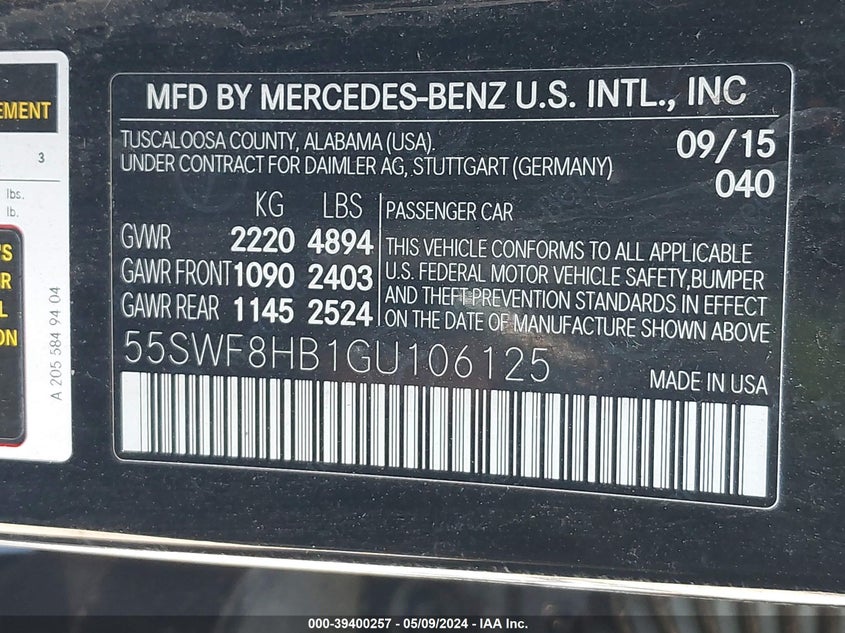 EMENT
3
lbs.
lb.
'S
R
L
ON
A 205 584 94 04
MFD BY MERCEDES-BENZ U.S. INTL., INC
TUSCALOOSA COUNTY, ALABAMA (USA). 09/15
UNDER CONTRACT FOR DAIMLER AG, STUTTGART (GERMANY) 040
KG LBS PASSENGER CAR
GVWR 2220 4894 THIS VEHICLE CONFORMS TO ALL APPLICABLE
GAWR FRONT 1090 2403 U.S. FEDERAL MOTOR VEHICLE SAFETY, BUMPER
GAWR REAR 1145 2524 AND THEFT PREVENTION STANDARDS IN EFFECT
ON THE DATE OF MANUFACTURE SHOWN ABOVE
55SWF8HB1GU106125 MADE IN USA
000-39400257 - 05/09/2024 - IAA Inc.